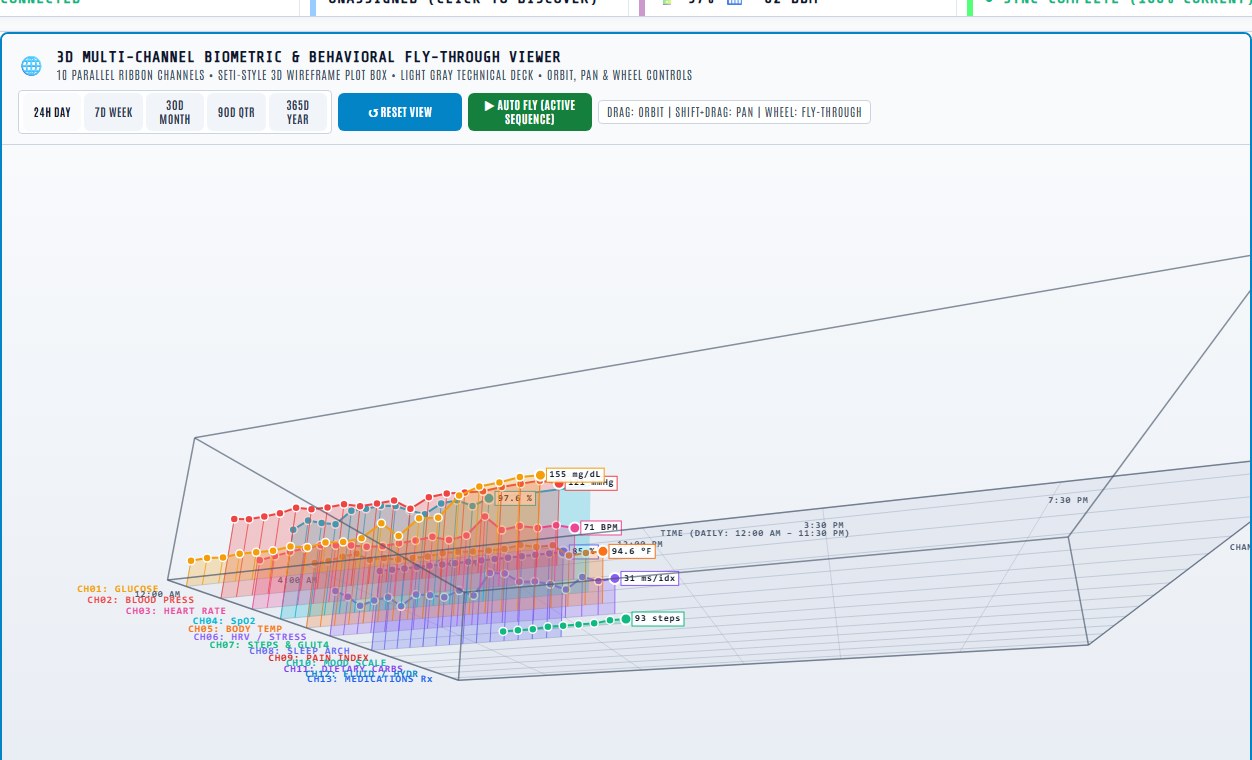 3D MULTI-CHANNEL BIOMETRIC & BEHAVIORAL FLY-THROUGH VIEWER
10 PARALLEL RIBBON CHANNELS • SETI-STYLE 3D WIREFRAME PLOT BOX • LIGHT GRAY TECHNICAL DECK • ORBIT, PAN & WHEEL CONTROLS
24H DAY
7D WEEK
30D
MONTH
90D QTR
365D
YEAR
↺ RESET VIEW
▶ AUTO FLY (ACTIVE
SEQUENCE)
DRAG: ORBIT | SHIFT+DRAG: PAN | WHEEL: FLY-THROUGH
155 mg/dL
97.6 %
71 BPM
94.6 °F
31 ms/idx
93 steps
7:30 PM
3:30 PM
TIME (DAILY: 12:00 AM – 11:30 PM)
4:00 AM
12:00 AM
CH01: GLUCOSE
CH02: BLOOD PRESS
CH03: HEART RATE
CH04: SpO2
CH05: BODY TEMP
CH06: HRV / STRESS
CH07: STEPS & GLUT4
CH08: SLEEP ARCH
CH09: PAIN INDEX
CH10: MOOD SCALE
CH11: DIETARY CARBS
CH13: MEDICATIONS Rx